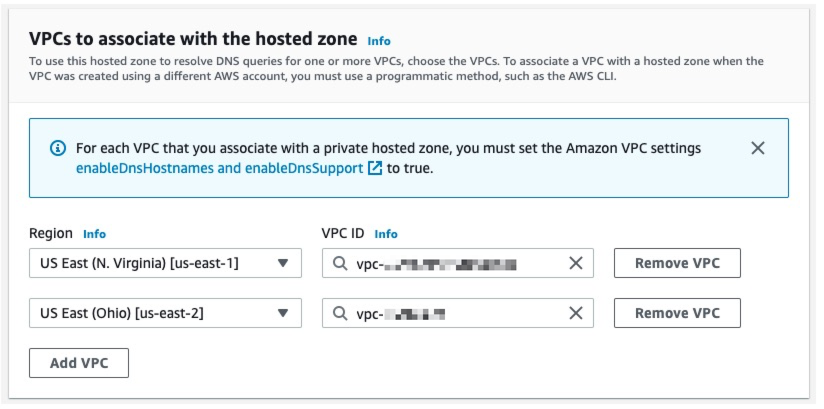 VPCs to associate with the hosted zone Info
To use this hosted zone to resolve DNS queries for one or more VPCs, choose the VPCs. To associate a VPC with a hosted zone when the
VPC was created using a different AWS account, you must use a programmatic method, such as the AWS CLI.
For each VPC that you associate with a private hosted zone, you must set the Amazon VPC settings
enableDnsHostnames and enableDnsSupport to true.
Region Info VPC ID Info
US East (N. Virginia) [us-east-1] vpc- Remove VPC
US East (Ohio) [us-east-2] vpc- Remove VPC
Add VPC